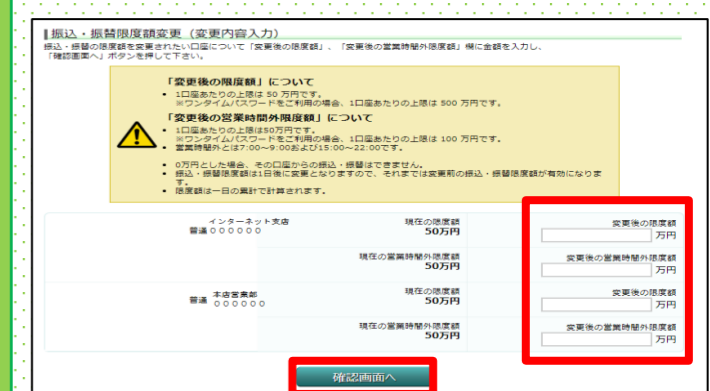 振込・振替限度額変更（変更内容入力）
振込・振替の限度額を変更されたい口座について「変更後の限度額」、「変更後の営業時間外限度額」欄に金額を入力し、
「確認画面へ」ボタンを押して下さい。
「変更後の限度額」について
• 1口座あたりの上限は 50 万円です。
※ワンタイムパスワードをご利用の場合、1口座あたりの上限は 500 万円です。
「変更後の営業時間外限度額」について
• 1口座あたりの上限は50万円です。
※ワンタイムパスワードをご利用の場合、1口座あたりの上限は 100 万円です。
• 営業時間外とは7:00～9:00および15:00～22:00です。
• 0万円とした場合、その口座からの振込・振替はできません。
• 振込・振替限度額は1日後に変更となりますので、それまでは変更前の振込・振替限度額が有効になりま
す。
• 限度額は一日の累計で計算されます。
インターネット支店
普通 ００００００
現在の限度額
50万円
変更後の限度額
万円
現在の営業時間外限度額
50万円
変更後の営業時間外限度額
万円
本店営業部
普通 ００００００
現在の限度額
50万円
変更後の限度額
万円
現在の営業時間外限度額
50万円
変更後の営業時間外限度額
万円
確認画面へ